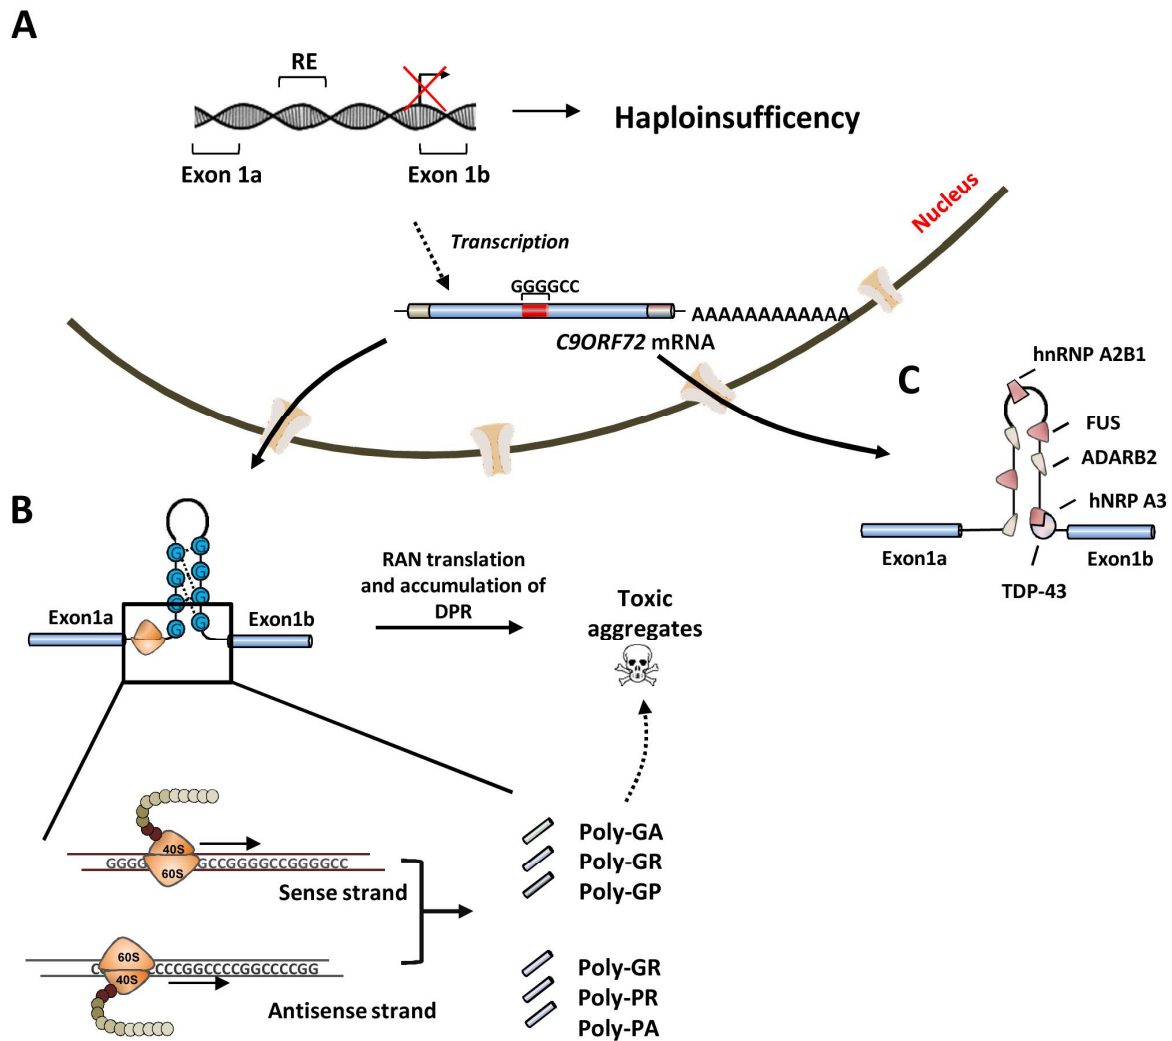 A
RE
Exon 1a
Exon 1b
Haploinsufficency
Nucleus
Transcription
GGGGCC
AAAAAAAAAAAA
C9ORF72 mRNA
C
hnRNP A2B1
FUS
ADARB2
hNRP A3
Exon1a
Exon1b
TDP-43
B
G G
G G
G G
G G
Exon1a
Exon1b
RAN translation
and accumulation of
DPR
Toxic
aggregates
40S
GGGG GCCGGGGCCGGGGCC
60S
Sense strand
60S
C CCCGGCCCCGGCCCCGG
40S
Antisense strand
Poly-GA
Poly-GR
Poly-GP
Poly-GR
Poly-PR
Poly-PA